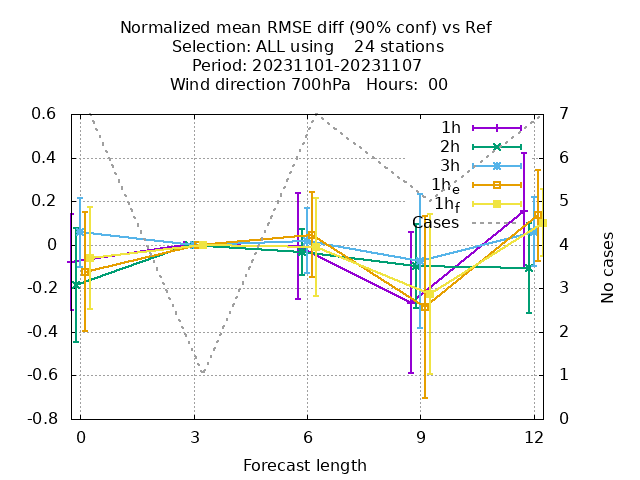 Normalized mean RMSE diff (90% conf) vs Ref
Selection: ALL using    24 stations
Period: 20231101-20231107
Wind direction 700hPa   Hours:  00
0.6
0.4
0.2
0
-0.2
-0.4
-0.6
-0.8
7
6
5
4
3
2
1
0
No cases
1h
2h
3h
1he
1hf
Cases
0 3 6 9 12
Forecast length